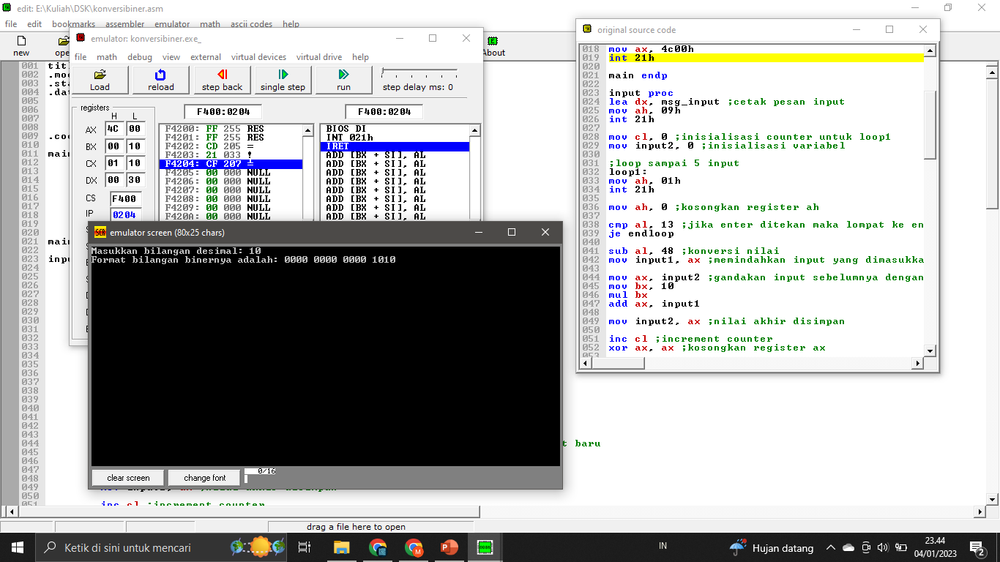 edit: E:\Kuliah\DSK\konversibiner.asm
file edit bookmarks assembler emulator math ascii codes help
new
About
001
002
003
004
005
006
007
008
009
010
011
012
013
014
015
016
017
018
019
020
021
022
023
024
025
026
027
028
029
030
031
032
033
034
035
036
037
038
039
040
041
042
043
044
045
046
047
048
049
050
051
main
inc cl ;increment counter
t baru
drag a file here to open
emulator: konversibiner.exe_
file math debug view external virtual devices virtual drive help
Load reload step back single step run step delay ms: 0
registers
F400:0204 F400:0204
H L
AX 4C 00
BX 00 10
CX 01 10
DX 00 30
CS F400
IP 0204
F4200: FF 255 RES
F4201: FF 255 RES
F4202: CD 205 =
F4203: 21 033 !
F4204: CF 207 ╧
F4205: 00 000 NULL
F4206: 00 000 NULL
F4207: 00 000 NULL
F4208: 00 000 NULL
F4209: 00 000 NULL
F420A: 00 000 NULL
BIOS DI
INT 021h
IRET
ADD [BX + SI], AL
ADD [BX + SI], AL
ADD [BX + SI], AL
ADD [BX + SI], AL
ADD [BX + SI], AL
ADD [BX + SI], AL
ADD [BX + SI], AL
ADD [BX + SI], AL
original source code
018 mov ax, 4c00h
019 int 21h
020
021 main endp
022
023 input proc
024 lea dx, msg_input ;cetak pesan input
025 mov ah, 09h
026 int 21h
027
028 mov cl, 0 ;inisialisasi counter untuk loop1
029 mov input2, 0 ;inisialisasi variabel
030
031 ;loop sampai 5 input
032 loop1:
033 mov ah, 01h
034 int 21h
035
036 mov ah, 0 ;kosongkan register ah
037
038 cmp al, 13 ;jika enter ditekan maka lompat ke en
039 je endloop
040
041 sub al, 48 ;konversi nilai
042 mov input1, ax ;memindahkan input yang dimasukka
043
044 mov ax, input2 ;gandakan input sebelumnya dengan
045 mov bx, 10
046 mul bx
047 add ax, input1
048
049 mov input2, ax ;nilai akhir disimpan
050
051 inc cl ;increment counter
052 xor ax, ax ;kosongkan register ax
emulator screen (80x25 chars)
Masukkan bilangan desimal: 10
Format bilangan binernya adalah: 0000 0000 0000 1010
clear screen change font 0/16
Ketik di sini untuk mencari
IN
Hujan datang
23.44
04/01/2023
2